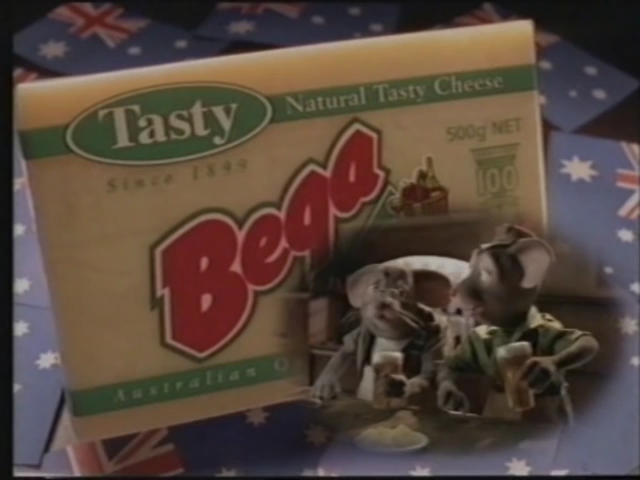 Tasty
Natural Tasty Cheese
Since 1899
500g NET
100
Bega
Australian